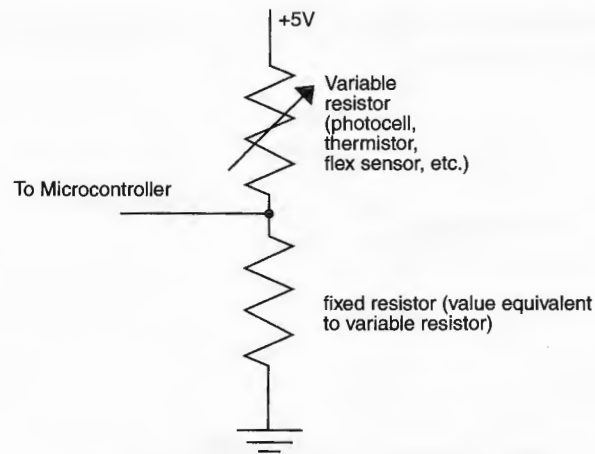 +5V
Variable
resistor
(photocell,
thermistor,
flex sensor, etc.)
To Microcontroller
fixed resistor (value equivalent
to variable resistor)